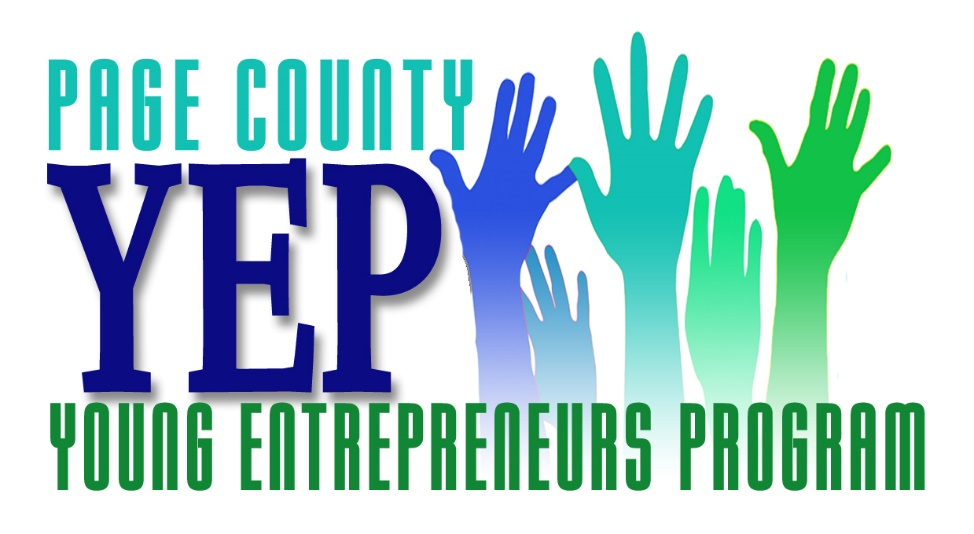 PAGE COUNTY
YEP
YOUNG ENTREPRENEURS PROGRAM